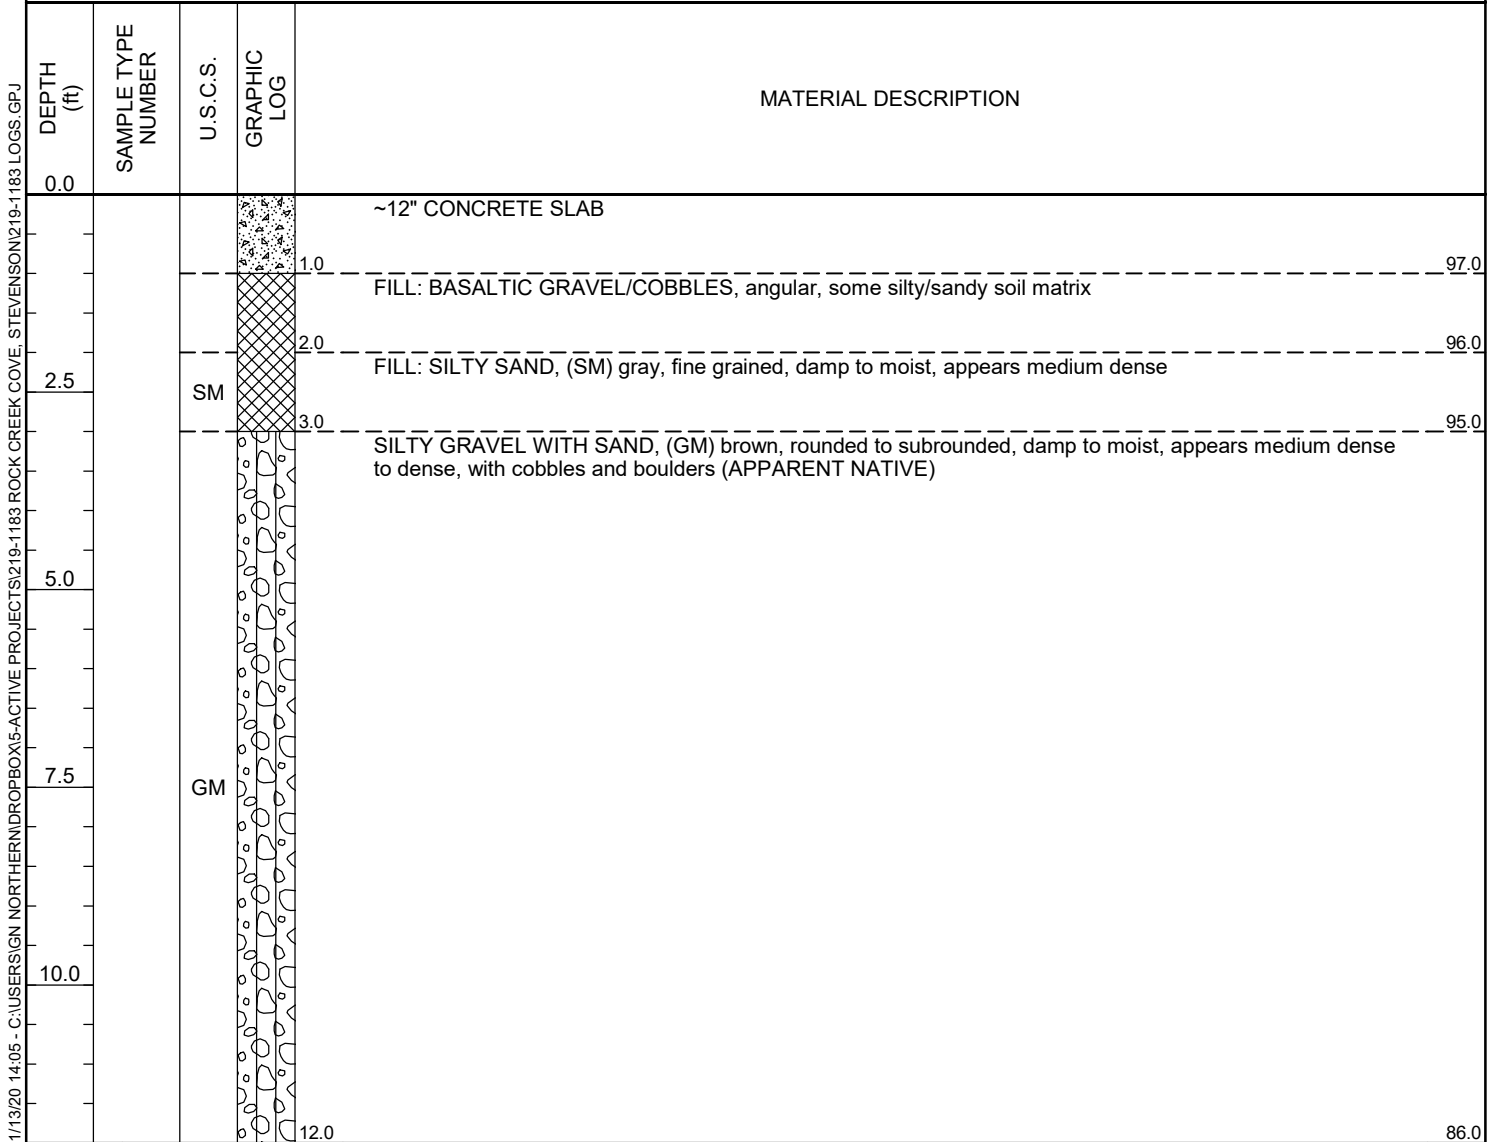 DEPTH
(ft)
SAMPLE TYPE
NUMBER
U.S.C.S.
GRAPHIC
LOG
MATERIAL DESCRIPTION
0.0
~12" CONCRETE SLAB
1.0 97.0
FILL: BASALTIC GRAVEL/COBBLES, angular, some silty/sandy soil matrix
2.0 96.0
FILL: SILTY SAND, (SM) gray, fine grained, damp to moist, appears medium dense
2.5
SM
3.0 95.0
SILTY GRAVEL WITH SAND, (GM) brown, rounded to subrounded, damp to moist, appears medium dense
to dense, with cobbles and boulders (APPARENT NATIVE)
5.0
7.5
GM
10.0
12.0 86.0
1/13/20 14:05 - C:\USERS\GN NORTHERN\DROPBOX\5-ACTIVE PROJECTS\219-1183 ROCK CREEK COVE, STEVENSON\219-1183 LOGS.GPJ